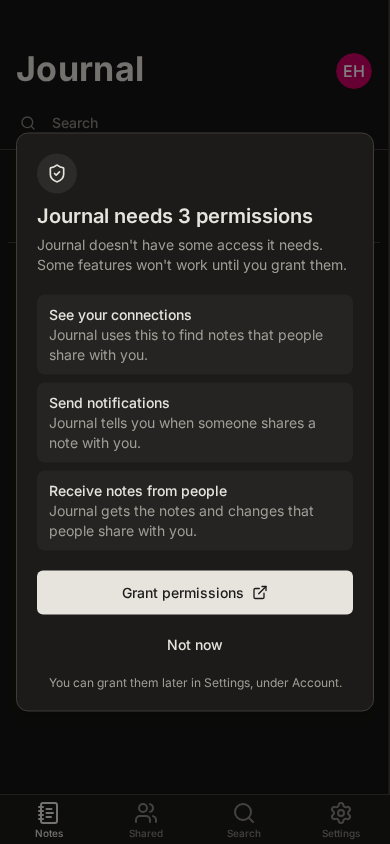 Journal
EH
Search
Journal needs 3 permissions
Journal doesn't have some access it needs.
Some features won't work until you grant them.
See your connections
Journal uses this to find notes that people
share with you.
Send notifications
Journal tells you when someone shares a
note with you.
Receive notes from people
Journal gets the notes and changes that
people share with you.
Grant permissions
Not now
You can grant them later in Settings, under Account.
Notes
Shared
Search
Settings